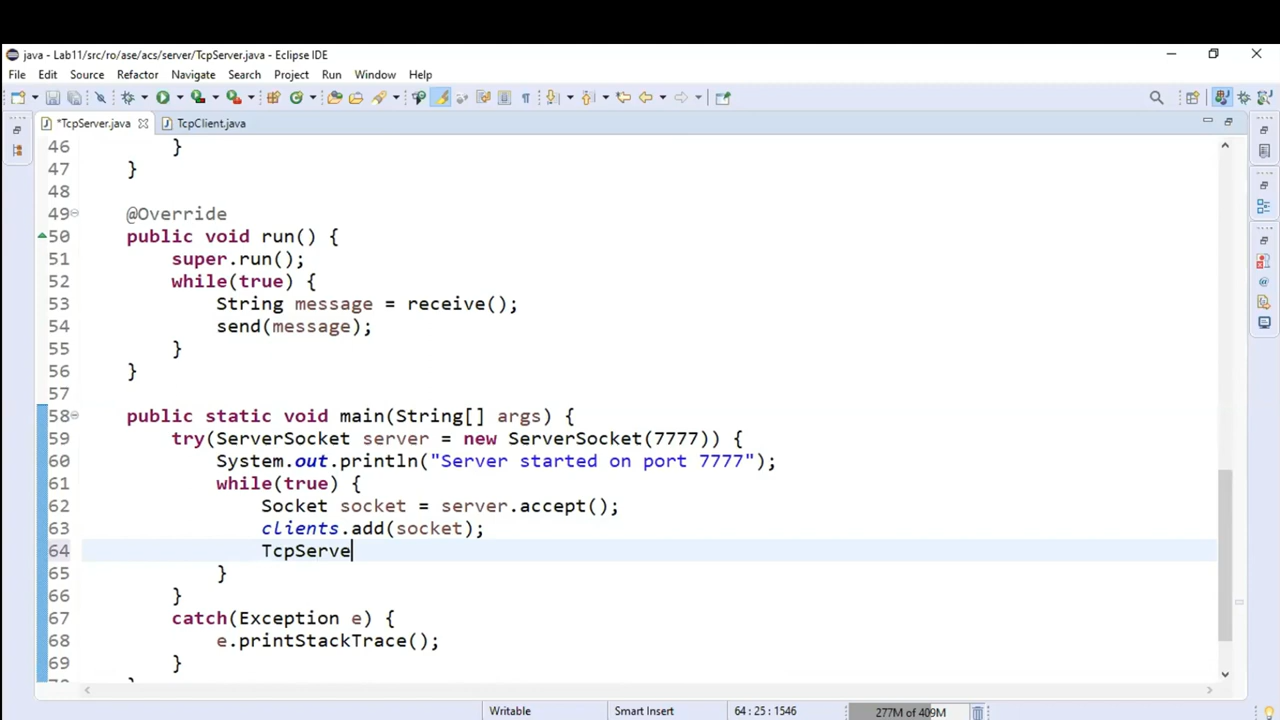 java - Lab11/src/ro/ase/acs/server/TcpServer.java - Eclipse IDE
File Edit Source Refactor Navigate Search Project Run Window Help
*TcpServer.java TcpClient.java
46 }
47 }
48
49 @Override
50 public void run() {
51 super.run();
52 while(true) {
53 String message = receive();
54 send(message);
55 }
56 }
57
58 public static void main(String[] args) {
59 try(ServerSocket server = new ServerSocket(7777)) {
60 System.out.println("Server started on port 7777");
61 while(true) {
62 Socket socket = server.accept();
63 clients.add(socket);
64 TcpServe
65 }
66 }
67 catch(Exception e) {
68 e.printStackTrace();
69 }
Writable Smart Insert 64 : 25 : 1546 277M of 409M